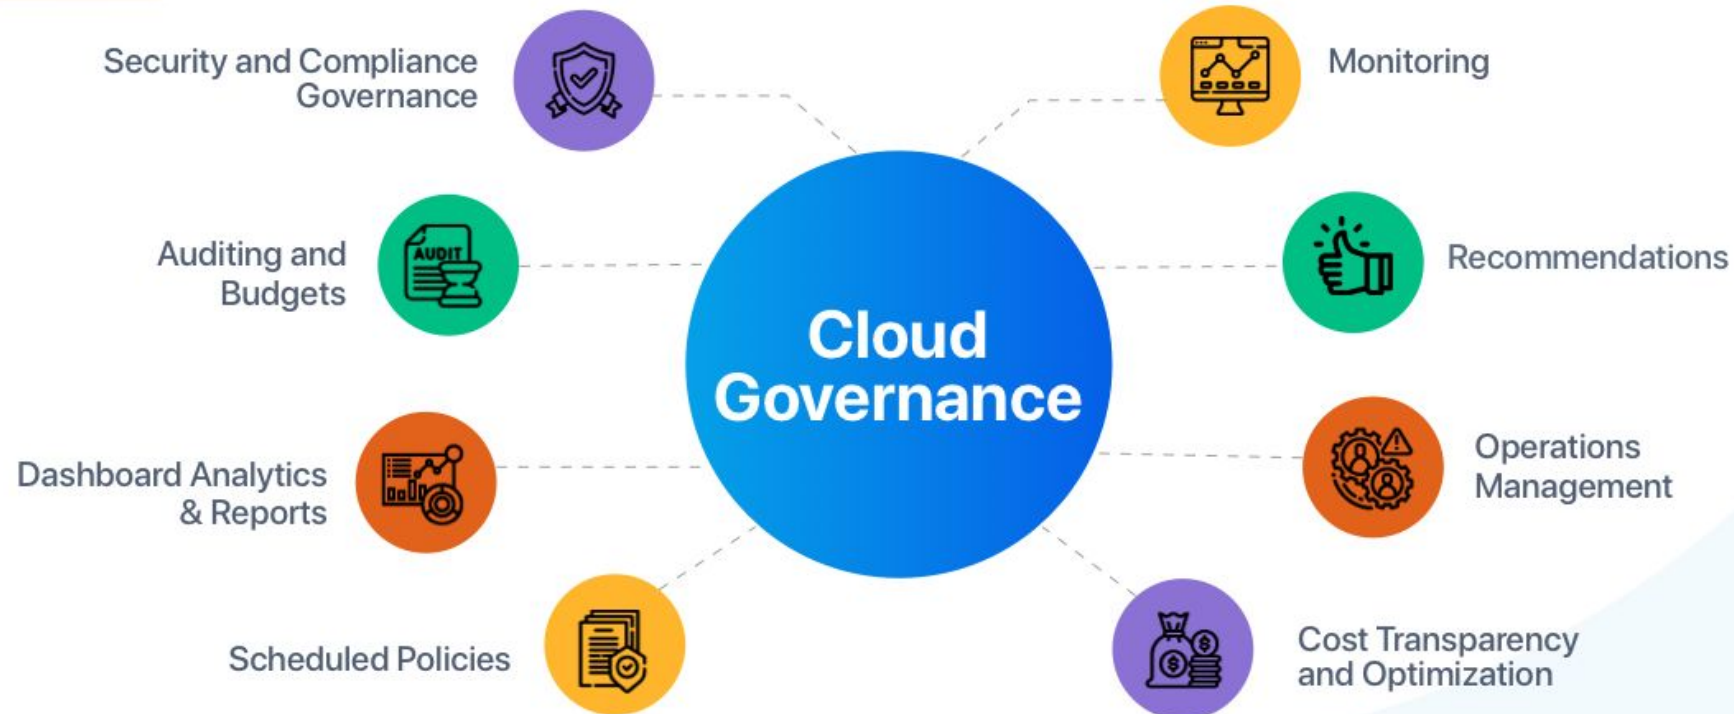 Security and Compliance
Governance
Monitoring
Auditing and
Budgets
AUDIT
Recommendations
Cloud
Governance
Dashboard Analytics
& Reports
Operations
Management
Scheduled Policies
Cost Transparency
and Optimization